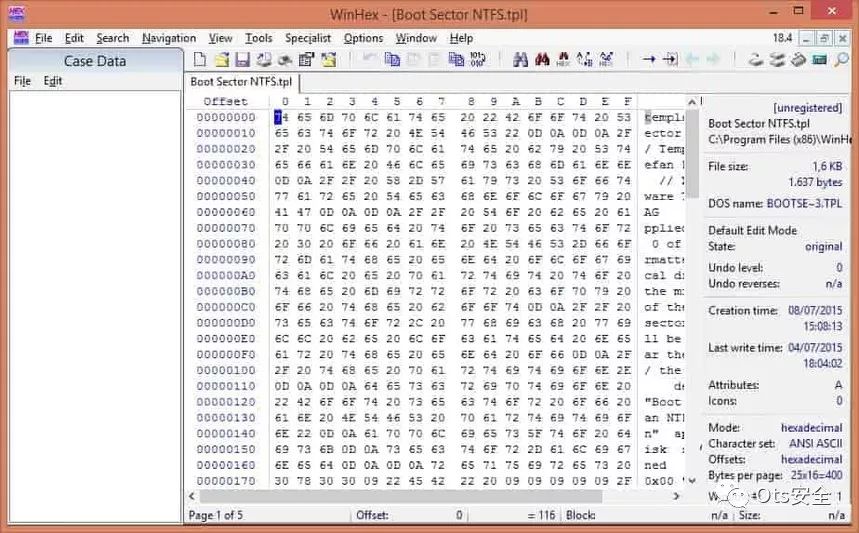 WinHex - [Boot Sector NTFS.tpl]
File Edit Search Navigation View Tools Specialist Options Window Help 18.4
Case Data
File Edit
Boot Sector NTFS.tpl
Offset 0 1 2 3 4 5 6 7 8 9 A B C D E F
00000000 74 65 6D 70 6C 61 74 65 20 22 42 6F 6F 74 20 53 templ
00000010 65 63 74 6F 72 20 4E 54 46 53 22 0D 0A 0D 0A 2F ector
00000020 2F 20 54 65 6D 70 6C 61 74 65 20 62 79 20 53 74 / Temp
00000030 65 66 61 6E 20 46 6C 65 69 73 63 68 6D 61 6E 6E efan
00000040 0D 0A 2F 2F 20 58 2D 57 61 79 73 20 53 6F 66 74 //
00000050 77 61 72 65 20 54 65 63 68 6E 6F 6C 6F 67 79 20 ware
00000060 41 47 0D 0A 0D 0A 2F 2F 20 54 6F 20 62 65 20 61 AG
00000070 70 70 6C 69 65 64 20 74 6F 20 73 65 63 74 6F 72 pplied
00000080 20 30 20 6F 66 20 61 6E 20 4E 54 46 53 2D 66 6F 0 of
00000090 72 6D 61 74 68 65 20 65 6E 64 20 6F 6C 6F 67 69 rmatte
000000A0 63 61 6C 20 65 20 70 61 72 74 69 74 20 74 6F 20 cal d
000000B0 74 68 65 20 6D 69 72 72 6F 72 20 63 6F 70 79 20 the m
000000C0 6F 66 20 74 68 65 20 62 6F 6F 74 0D 0A 2F 2F 20 of the
000000D0 73 65 63 74 6F 72 2C 20 77 68 69 63 68 20 77 69 sector
000000E0 6C 6C 20 62 65 20 6C 6F 63 61 74 65 64 20 6E 65 ll be
000000F0 61 72 20 74 68 65 20 65 6E 64 20 6F 66 0D 0A 2F ar the
00000100 2F 20 74 68 65 20 70 61 72 74 69 74 69 6F 6E 2E / the
00000110 0D 0A 0D 0A 64 65 73 63 72 69 70 74 69 6F 6E 20 de
00000120 22 42 6F 6F 74 20 73 65 63 74 6F 72 20 6F 66 20 "Boot
00000130 61 6E 20 4E 54 46 53 20 70 61 72 74 69 74 69 6F an NT
00000140 6E 22 0D 0A 61 70 70 6C 69 65 73 5F 74 6F 20 64 n" ap
00000150 69 73 6B 0D 0A 73 65 63 74 6F 72 2D 61 6C 69 67 isk
00000160 6E 65 64 0D 0A 0D 0A 72 65 71 75 69 72 65 73 20 ned
00000170 30 78 30 30 09 22 45 42 22 20 09 09 09 09 09 2F 0x00
[unregistered]
Boot Sector NTFS.tpl
C:\Program Files (x86)\WinHe
File size: 1,6 KB
1.637 bytes
DOS name: BOOTSE~3.TPL
Default Edit Mode
State: original
Undo level: 0
Undo reverses: n/a
Creation time: 08/07/2015
15:08:13
Last write time: 04/07/2015
18:04:02
Attributes: A
Icons: 0
Mode: hexadecimal
Character set: ANSI ASCII
Offsets: hexadecimal
Bytes per page: 25x16=400
1
Ots安全
Page 1 of 5 Offset: 0 = 116 Block: n/a Size: n/a